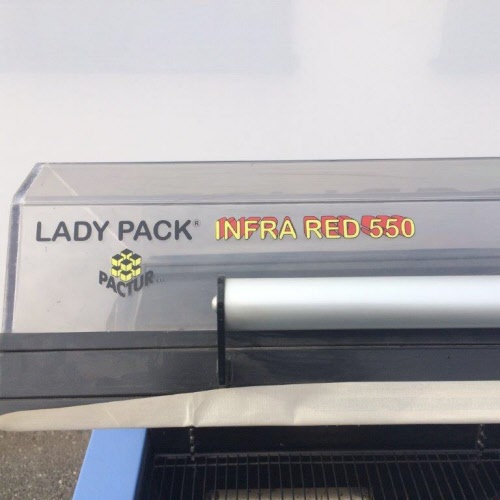 LADY PACK® INFRA RED 550
PACTUR